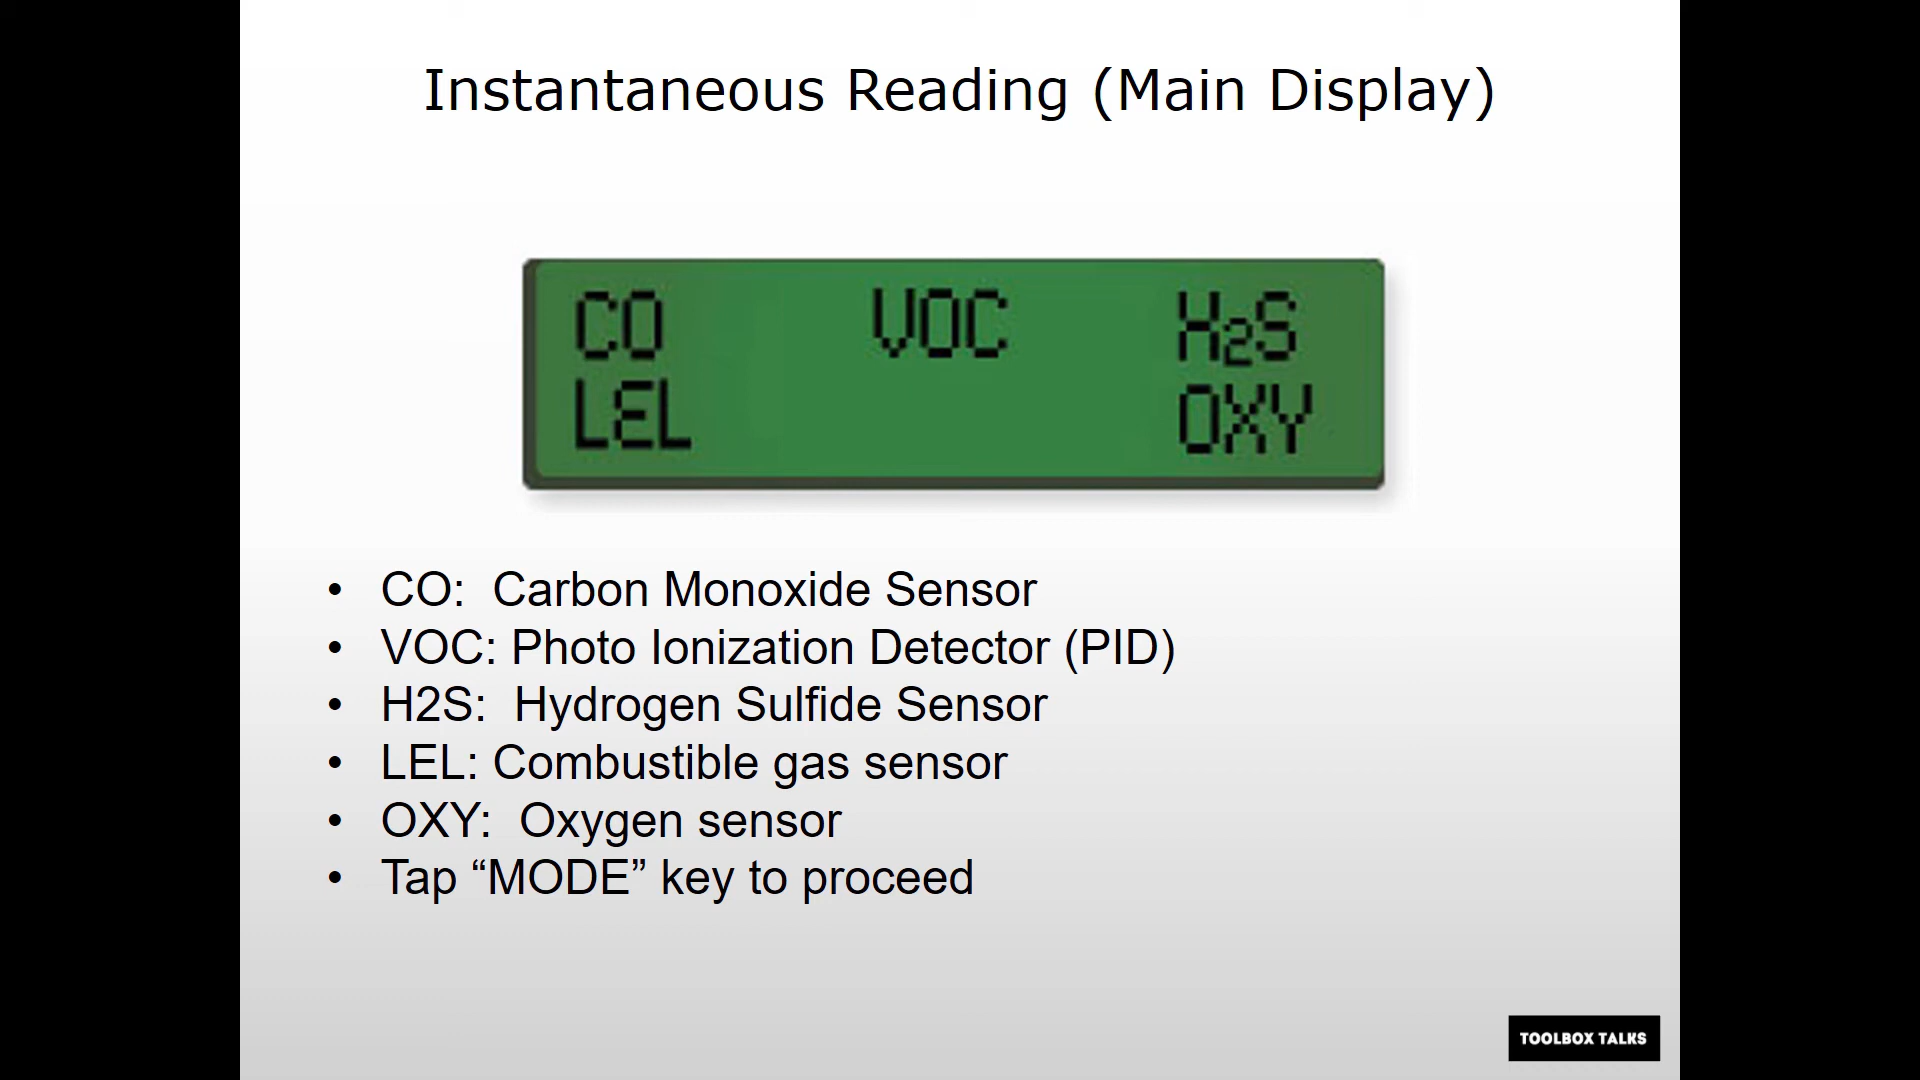 Instantaneous Reading (Main Display)
CO VOC H2S
LEL OXY
• CO: Carbon Monoxide Sensor
• VOC: Photo Ionization Detector (PID)
• H2S: Hydrogen Sulfide Sensor
• LEL: Combustible gas sensor
• OXY: Oxygen sensor
• Tap “MODE” key to proceed
TOOLBOX TALKS